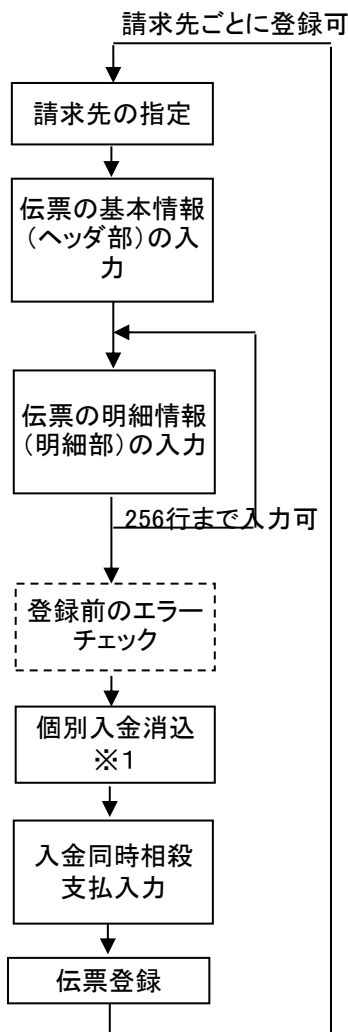 請求先ごとに登録可
請求先の指定
伝票の基本情報
（ヘッダ部）の入
力
伝票の明細情報
（明細部）の入力
256行まで入力可
登録前のエラー
チェック
個別入金消込
※１
入金同時相殺
支払入力
伝票登録